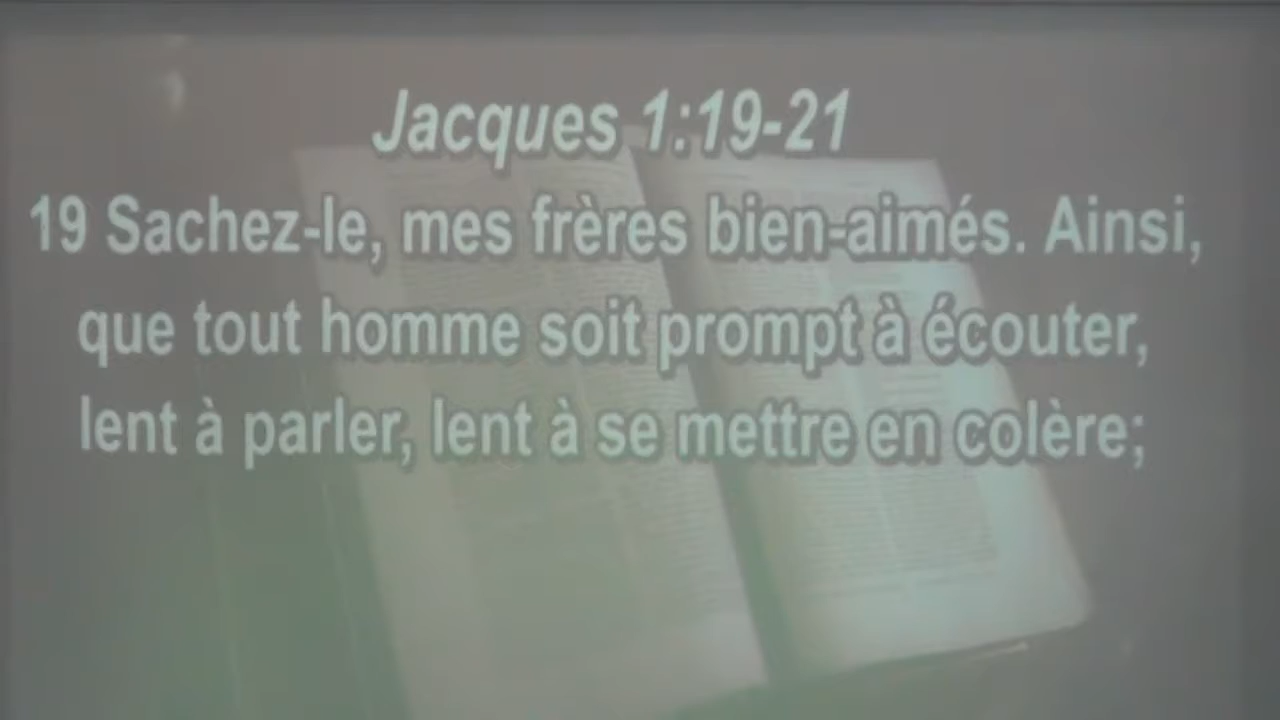 Jacques 1:19-21
19 Sachez-le, mes frères bien-aimés. Ainsi,
que tout homme soit prompt à écouter,
lent à parler, lent à se mettre en colère;